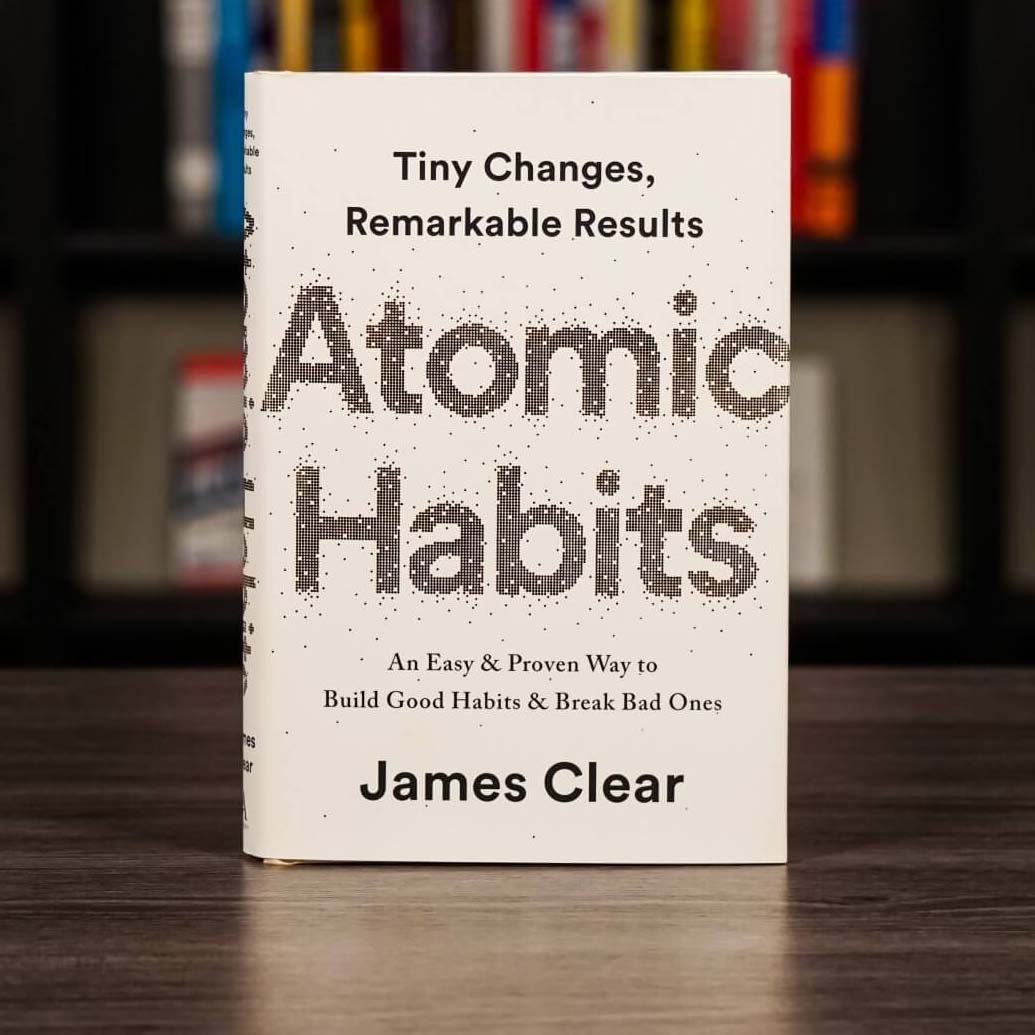 Tiny Changes,
Remarkable Results
Atomic
Habits
An Easy & Proven Way to
Build Good Habits & Break Bad Ones
James Clear